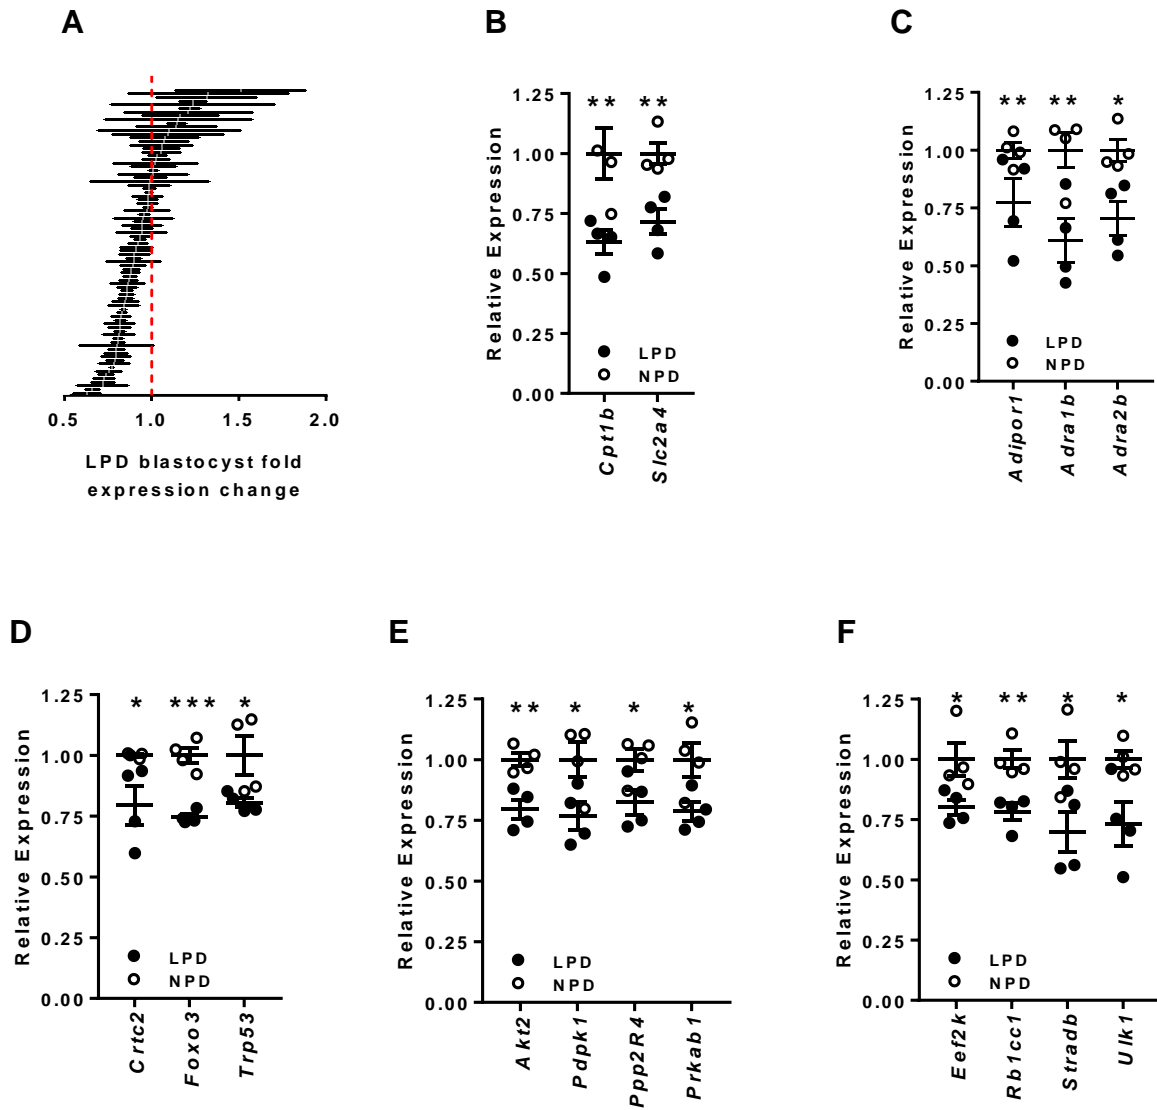 A
0.5 1.0 1.5 2.0
LPD blastocyst fold
expression change
B
Relative Expression
1.25
1.00
0.75
0.50
0.25
0.00
** **
LPD
NPD
Cpt1b
Slc2a4
C
Relative Expression
1.25
1.00
0.75
0.50
0.25
0.00
** ** *
LPD
NPD
Adipor1
Adra1b
Adra2b
D
Relative Expression
1.25
1.00
0.75
0.50
0.25
0.00
* *** *
LPD
NPD
Crtc2
Foxo3
Trp53
E
Relative Expression
1.25
1.00
0.75
0.50
0.25
0.00
** * * *
LPD
NPD
Akt2
Pdpk1
Ppp2R4
Prkab1
F
Relative Expression
1.25
1.00
0.75
0.50
0.25
0.00
* ** * *
LPD
NPD
Eef2k
Rb1cc1
Stradb
Ulk1